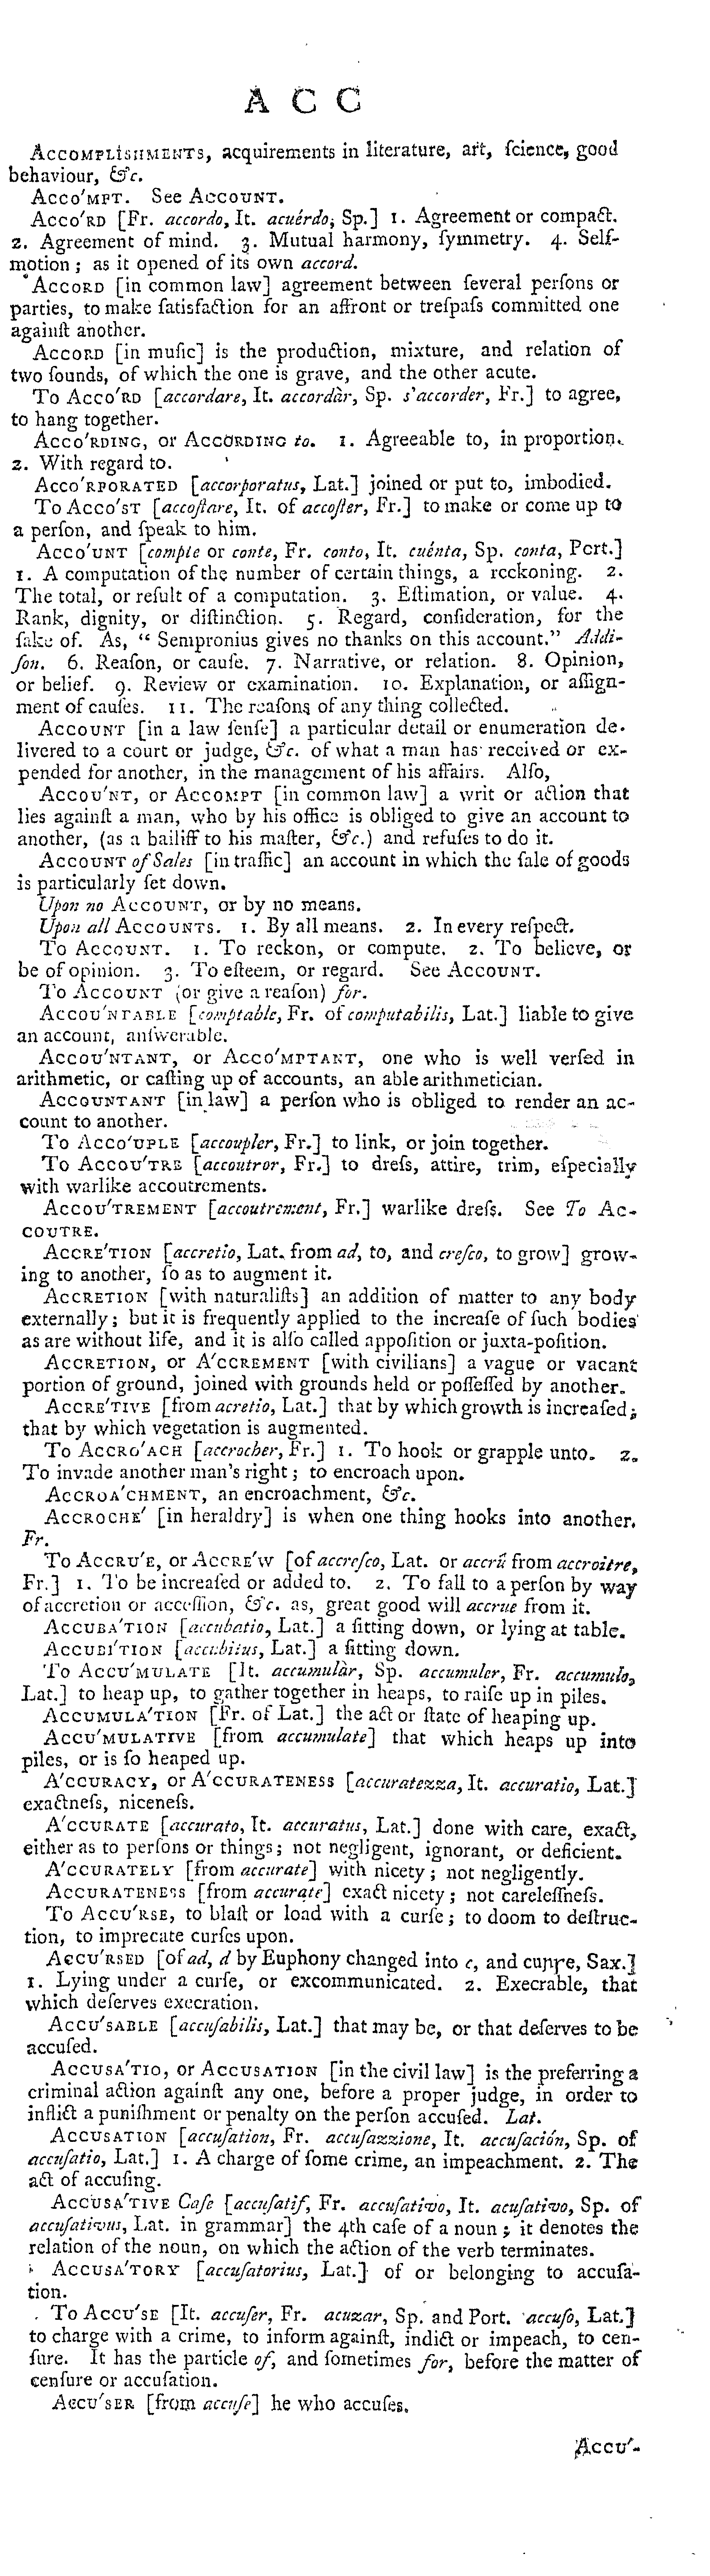 A C C
ACCOMPLISHMENTS, acquirements in literature, art, ſcience, good
behaviour, &c.
ACCO'MPT. See ACCOUNT.
ACCO'RD [Fr. accordo, It. acuérdo, Sp.] 1. Agreement or compact.
2. Agreement of mind. 3. Mutual harmony, ſymmetry. 4. Self-
motion; as it opened of its own accord.
ACCORD [in common law] agreement between ſeveral perſons or
parties, to make ſatisfaction for an affront or treſpaſs committed one
againſt another.
ACCORD [in muſic] is the production, mixture, and relation of
two ſounds, of which the one is grave, and the other acute.
To ACCO'RD [accordare, It. accordàr, Sp. s'accorder, Fr.] to agree,
to hang together.
ACCO'RDING, or ACCORDING to. 1. Agreeable to, in proportion.
2. With regard to.
ACCO'RPORATED [accorporatus, Lat.] joined or put to, imbodied.
To ACCO'ST [accoſtare, It. of accoſter, Fr.] to make or come up to
a perſon, and ſpeak to him.
ACCO'UNT [compte or conte, Fr. conto, It. cuénta, Sp. conta, Port.]
1. A computation of the number of certain things, a reckoning. 2.
The total, or reſult of a computation. 3. Eſtimation, or value. 4.
Rank, dignity, or diſtinction. 5. Regard, conſideration, for the
ſake of. As, “ Sempronius gives no thanks on this account.” Addi-
ſon. 6. Reaſon, or cauſe. 7. Narrative, or relation. 8. Opinion,
or belief. 9. Review or examination. 10. Explanation, or aſſign-
ment of cauſes. 11. The reaſons of any thing collected.
ACCOUNT [in a law ſenſe] a particular detail or enumeration de-
livered to a court or judge, &c. of what a man has received or ex-
pended for another, in the management of his affairs. Alſo,
ACCOU'NT, or ACCOMPT [in common law] a writ or action that
lies againſt a man, who by his office is obliged to give an account to
another, (as a bailiff to his maſter, &c.) and refuſes to do it.
ACCOUNT of Sales [in traffic] an account in which the ſale of goods
is particularly ſet down.
Upon no ACCOUNT, or by no means.
Upon all ACCOUNTS. 1. By all means. 2. In every reſpect.
To ACCOUNT. 1. To reckon, or compute. 2. To believe, or
be of opinion. 3. To eſteem, or regard. See ACCOUNT.
To ACCOUNT (or give a reaſon) for.
ACCOU'NTABLE [comptable, Fr. of computabilis, Lat.] liable to give
an account, anſwerable.
ACCOU'NTANT, or ACCO'MPTANT, one who is well verſed in
arithmetic, or caſting up of accounts, an able arithmetician.
ACCOUNTANT [in law] a perſon who is obliged to render an ac-
count to another.
To ACCO'UPLE [accoupler, Fr.] to link, or join together.
To ACCOU'TRE [accoutror, Fr.] to dreſs, attire, trim, eſpecially
with warlike accoutrements.
ACCOU'TREMENT [accoutrement, Fr.] warlike dreſs. See To AC-
COUTRE.
ACCRE'TION [accretio, Lat. from ad, to, and creſco, to grow] grow-
ing to another, ſo as to augment it.
ACCRETION [with naturaliſts] an addition of matter to any body
externally; but it is frequently applied to the increaſe of ſuch bodies
as are without life, and it is alſo called appoſition or juxta-poſition.
ACCRETION, or A'CCREMENT [with civilians] a vague or vacant
portion of ground, joined with grounds held or poſſeſſed by another.
ACCRE'TIVE [from acretio, Lat.] that by which growth is increaſed;
that by which vegetation is augmented.
To ACCRO'ACH [accrocher, Fr.] 1. To hook or grapple unto. 2.
To invade another man's right; to encroach upon.
ACCROA'CHMENT, an encroachment, &c.
ACCROCHE' [in heraldry] is when one thing hooks into another.
Fr.
To ACCRU'E, or ACCRE'W [of accreſco, Lat. or accrû from accroitre,
Fr.] 1. To be increaſed or added to. 2. To fall to a perſon by way
of accretion or acceſſion, &c. as, great good will accrue from it.
ACCUBA'TION [accubatio, Lat.] a ſitting down, or lying at table.
ACCUBI'TION [accubitus, Lat.] a ſitting down.
To ACCU'MULATE [It. accumulàr, Sp. accumuler, Fr. accumulo,
Lat.] to heap up, to gather together in heaps, to raiſe up in piles.
ACCUMULA'TION [Fr. of Lat.] the act or ſtate of heaping up.
ACCU'MULATIVE [from accumulate] that which heaps up into
piles, or is ſo heaped up.
A'CCURACY, or A'CCURATENESS [accuratezza, It. accuratio, Lat.]
exactneſs, niceneſs.
A'CCURATE [accurato, It. accuratus, Lat.] done with care, exact,
either as to perſons or things; not negligent, ignorant, or deficient.
A'CCURATELY [from accurate] with nicety; not negligently.
ACCURATENESS [from accurate] exact nicety; not careleſſneſs.
To ACCU'RSE, to blaſt or load with a curſe; to doom to deſtruc-
tion, to imprecate curſes upon.
ACCU'RSED [of ad, d by Euphony changed into c, and cuꞃꞃe, Sax.]
1. Lying under a curſe, or excommunicated. 2. Execrable, that
which deſerves execration.
ACCU'SABLE [accuſabilis, Lat.] that may be, or that deſerves to be
accuſed.
ACCUSA'TIO, or ACCUSATION [in the civil law] is the preferring a
criminal action againſt any one, before a proper judge, in order to
inflict a puniſhment or penalty on the perſon accuſed. Lat.
ACCUSATION [accuſation, Fr. accuſazzione, It. accuſación, Sp. of
accuſatio, Lat.] 1. A charge of ſome crime, an impeachment. 2. The
act of accuſing.
ACCUSA'TIVE Caſe [accuſatif, Fr. accuſativo, It. acuſativo, Sp. of
accuſativus, Lat. in grammar] the 4th caſe of a noun; it denotes the
relation of the noun, on which the action of the verb terminates.
ACCUSA'TORY [accuſatorius, Lat.] of or belonging to accuſa-
tion.
To ACCU'SE [It. accuſer, Fr. acuzar, Sp. and Port. accuſo, Lat.]
to charge with a crime, to inform againſt, indict or impeach, to cen-
ſure. It has the particle of, and ſometimes for, before the matter of
cenſure or accuſation.
ACCU'SER [from accuſe] he who accuſes.
ACCU'-